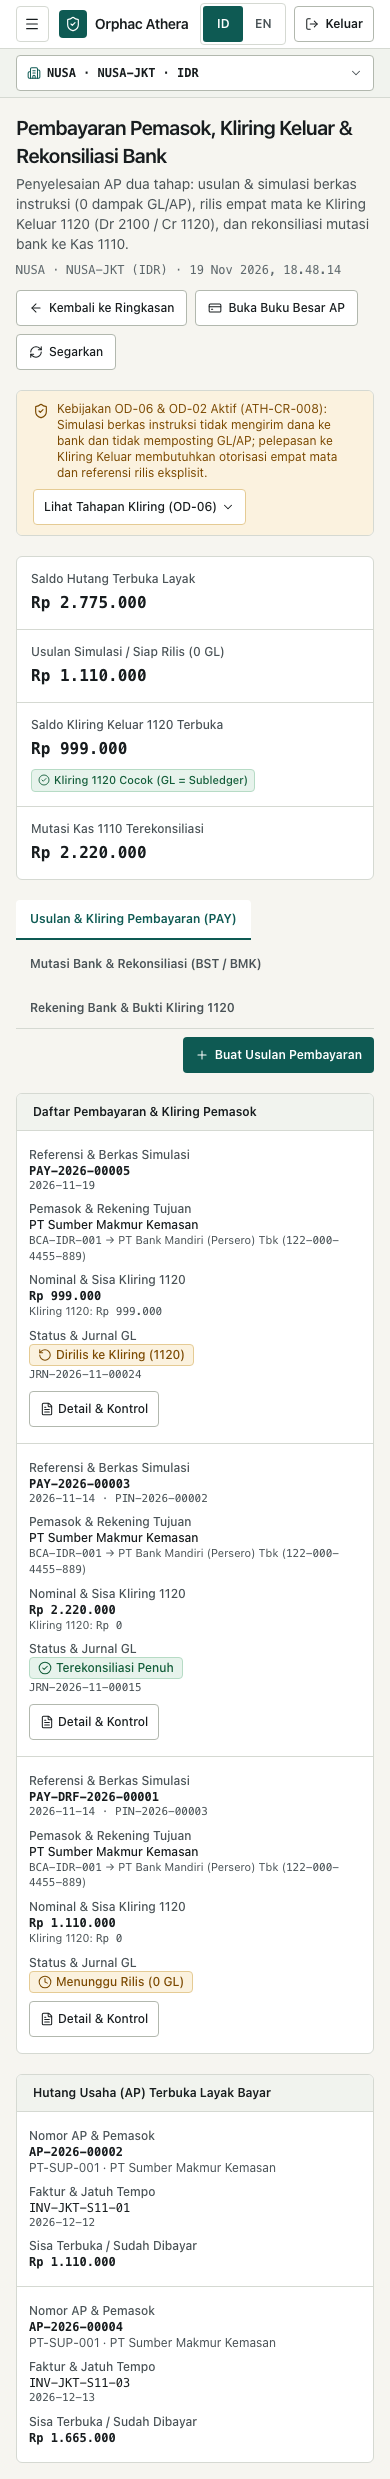 Orphac Athera
ID
EN
Keluar
NUSA · NUSA-JKT · IDR
Pembayaran Pemasok, Kliring Keluar &
Rekonsiliasi Bank
Penyelesaian AP dua tahap: usulan & simulasi berkas
instruksi (0 dampak GL/AP), rilis empat mata ke Kliring
Keluar 1120 (Dr 2100 / Cr 1120), dan rekonsiliasi mutasi
bank ke Kas 1110.
NUSA · NUSA-JKT (IDR) · 19 Nov 2026, 18.48.14
Kembali ke Ringkasan
Buka Buku Besar AP
Segarkan
Kebijakan OD-06 & OD-02 Aktif (ATH-CR-008):
Simulasi berkas instruksi tidak mengirim dana ke
bank dan tidak memposting GL/AP; pelepasan ke
Kliring Keluar membutuhkan otorisasi empat mata
dan referensi rilis eksplisit.
Lihat Tahapan Kliring (OD-06)
Saldo Hutang Terbuka Layak
Rp 2.775.000
Usulan Simulasi / Siap Rilis (0 GL)
Rp 1.110.000
Saldo Kliring Keluar 1120 Terbuka
Rp 999.000
Kliring 1120 Cocok (GL = Subledger)
Mutasi Kas 1110 Terekonsiliasi
Rp 2.220.000
Usulan & Kliring Pembayaran (PAY)
Mutasi Bank & Rekonsiliasi (BST / BMK)
Rekening Bank & Bukti Kliring 1120
Buat Usulan Pembayaran
Daftar Pembayaran & Kliring Pemasok
Referensi & Berkas Simulasi
PAY-2026-00005
2026-11-19
Pemasok & Rekening Tujuan
PT Sumber Makmur Kemasan
BCA-IDR-001 → PT Bank Mandiri (Persero) Tbk (122-000-
4455-889)
Nominal & Sisa Kliring 1120
Rp 999.000
Kliring 1120: Rp 999.000
Status & Jurnal GL
Dirilis ke Kliring (1120)
JRN-2026-11-00024
Detail & Kontrol
Referensi & Berkas Simulasi
PAY-2026-00003
2026-11-14 · PIN-2026-00002
Pemasok & Rekening Tujuan
PT Sumber Makmur Kemasan
BCA-IDR-001 → PT Bank Mandiri (Persero) Tbk (122-000-
4455-889)
Nominal & Sisa Kliring 1120
Rp 2.220.000
Kliring 1120: Rp 0
Status & Jurnal GL
Terekonsiliasi Penuh
JRN-2026-11-00015
Detail & Kontrol
Referensi & Berkas Simulasi
PAY-DRF-2026-00001
2026-11-14 · PIN-2026-00003
Pemasok & Rekening Tujuan
PT Sumber Makmur Kemasan
BCA-IDR-001 → PT Bank Mandiri (Persero) Tbk (122-000-
4455-889)
Nominal & Sisa Kliring 1120
Rp 1.110.000
Kliring 1120: Rp 0
Status & Jurnal GL
Menunggu Rilis (0 GL)
Detail & Kontrol
Hutang Usaha (AP) Terbuka Layak Bayar
Nomor AP & Pemasok
AP-2026-00002
PT-SUP-001 · PT Sumber Makmur Kemasan
Faktur & Jatuh Tempo
INV-JKT-S11-01
2026-12-12
Sisa Terbuka / Sudah Dibayar
Rp 1.110.000
Nomor AP & Pemasok
AP-2026-00004
PT-SUP-001 · PT Sumber Makmur Kemasan
Faktur & Jatuh Tempo
INV-JKT-S11-03
2026-12-13
Sisa Terbuka / Sudah Dibayar
Rp 1.665.000